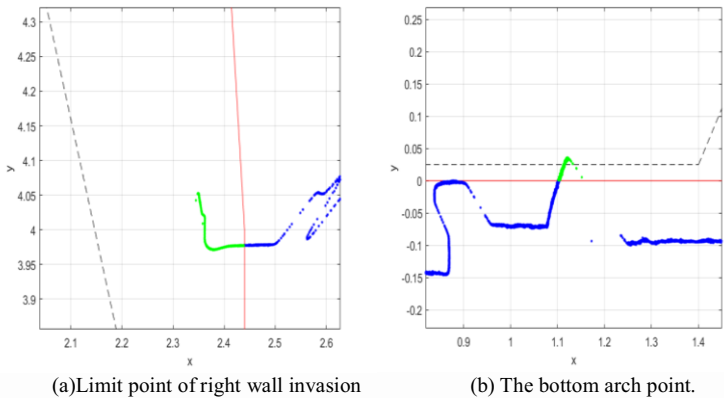 4.3
4.25
4.2
4.15
4.1
4.05
4
3.95
3.9
y
2.1 2.2 2.3 2.4 2.5 2.6
x
0.25
0.2
0.15
0.1
0.05
0
-0.05
-0.1
-0.15
-0.2
y
0.9 1 1.1 1.2 1.3 1.4
x
(a)Limit point of right wall invasion
(b) The bottom arch point.